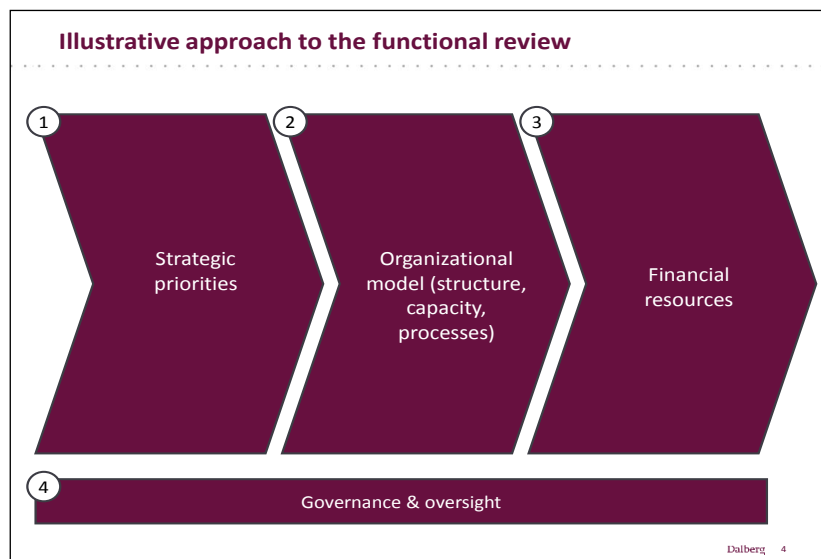 Illustrative approach to the functional review
1
2
3
Strategic
priorities
Organizational
model (structure,
capacity,
processes)
Financial
resources
4
Governance & oversight
Dalberg 4